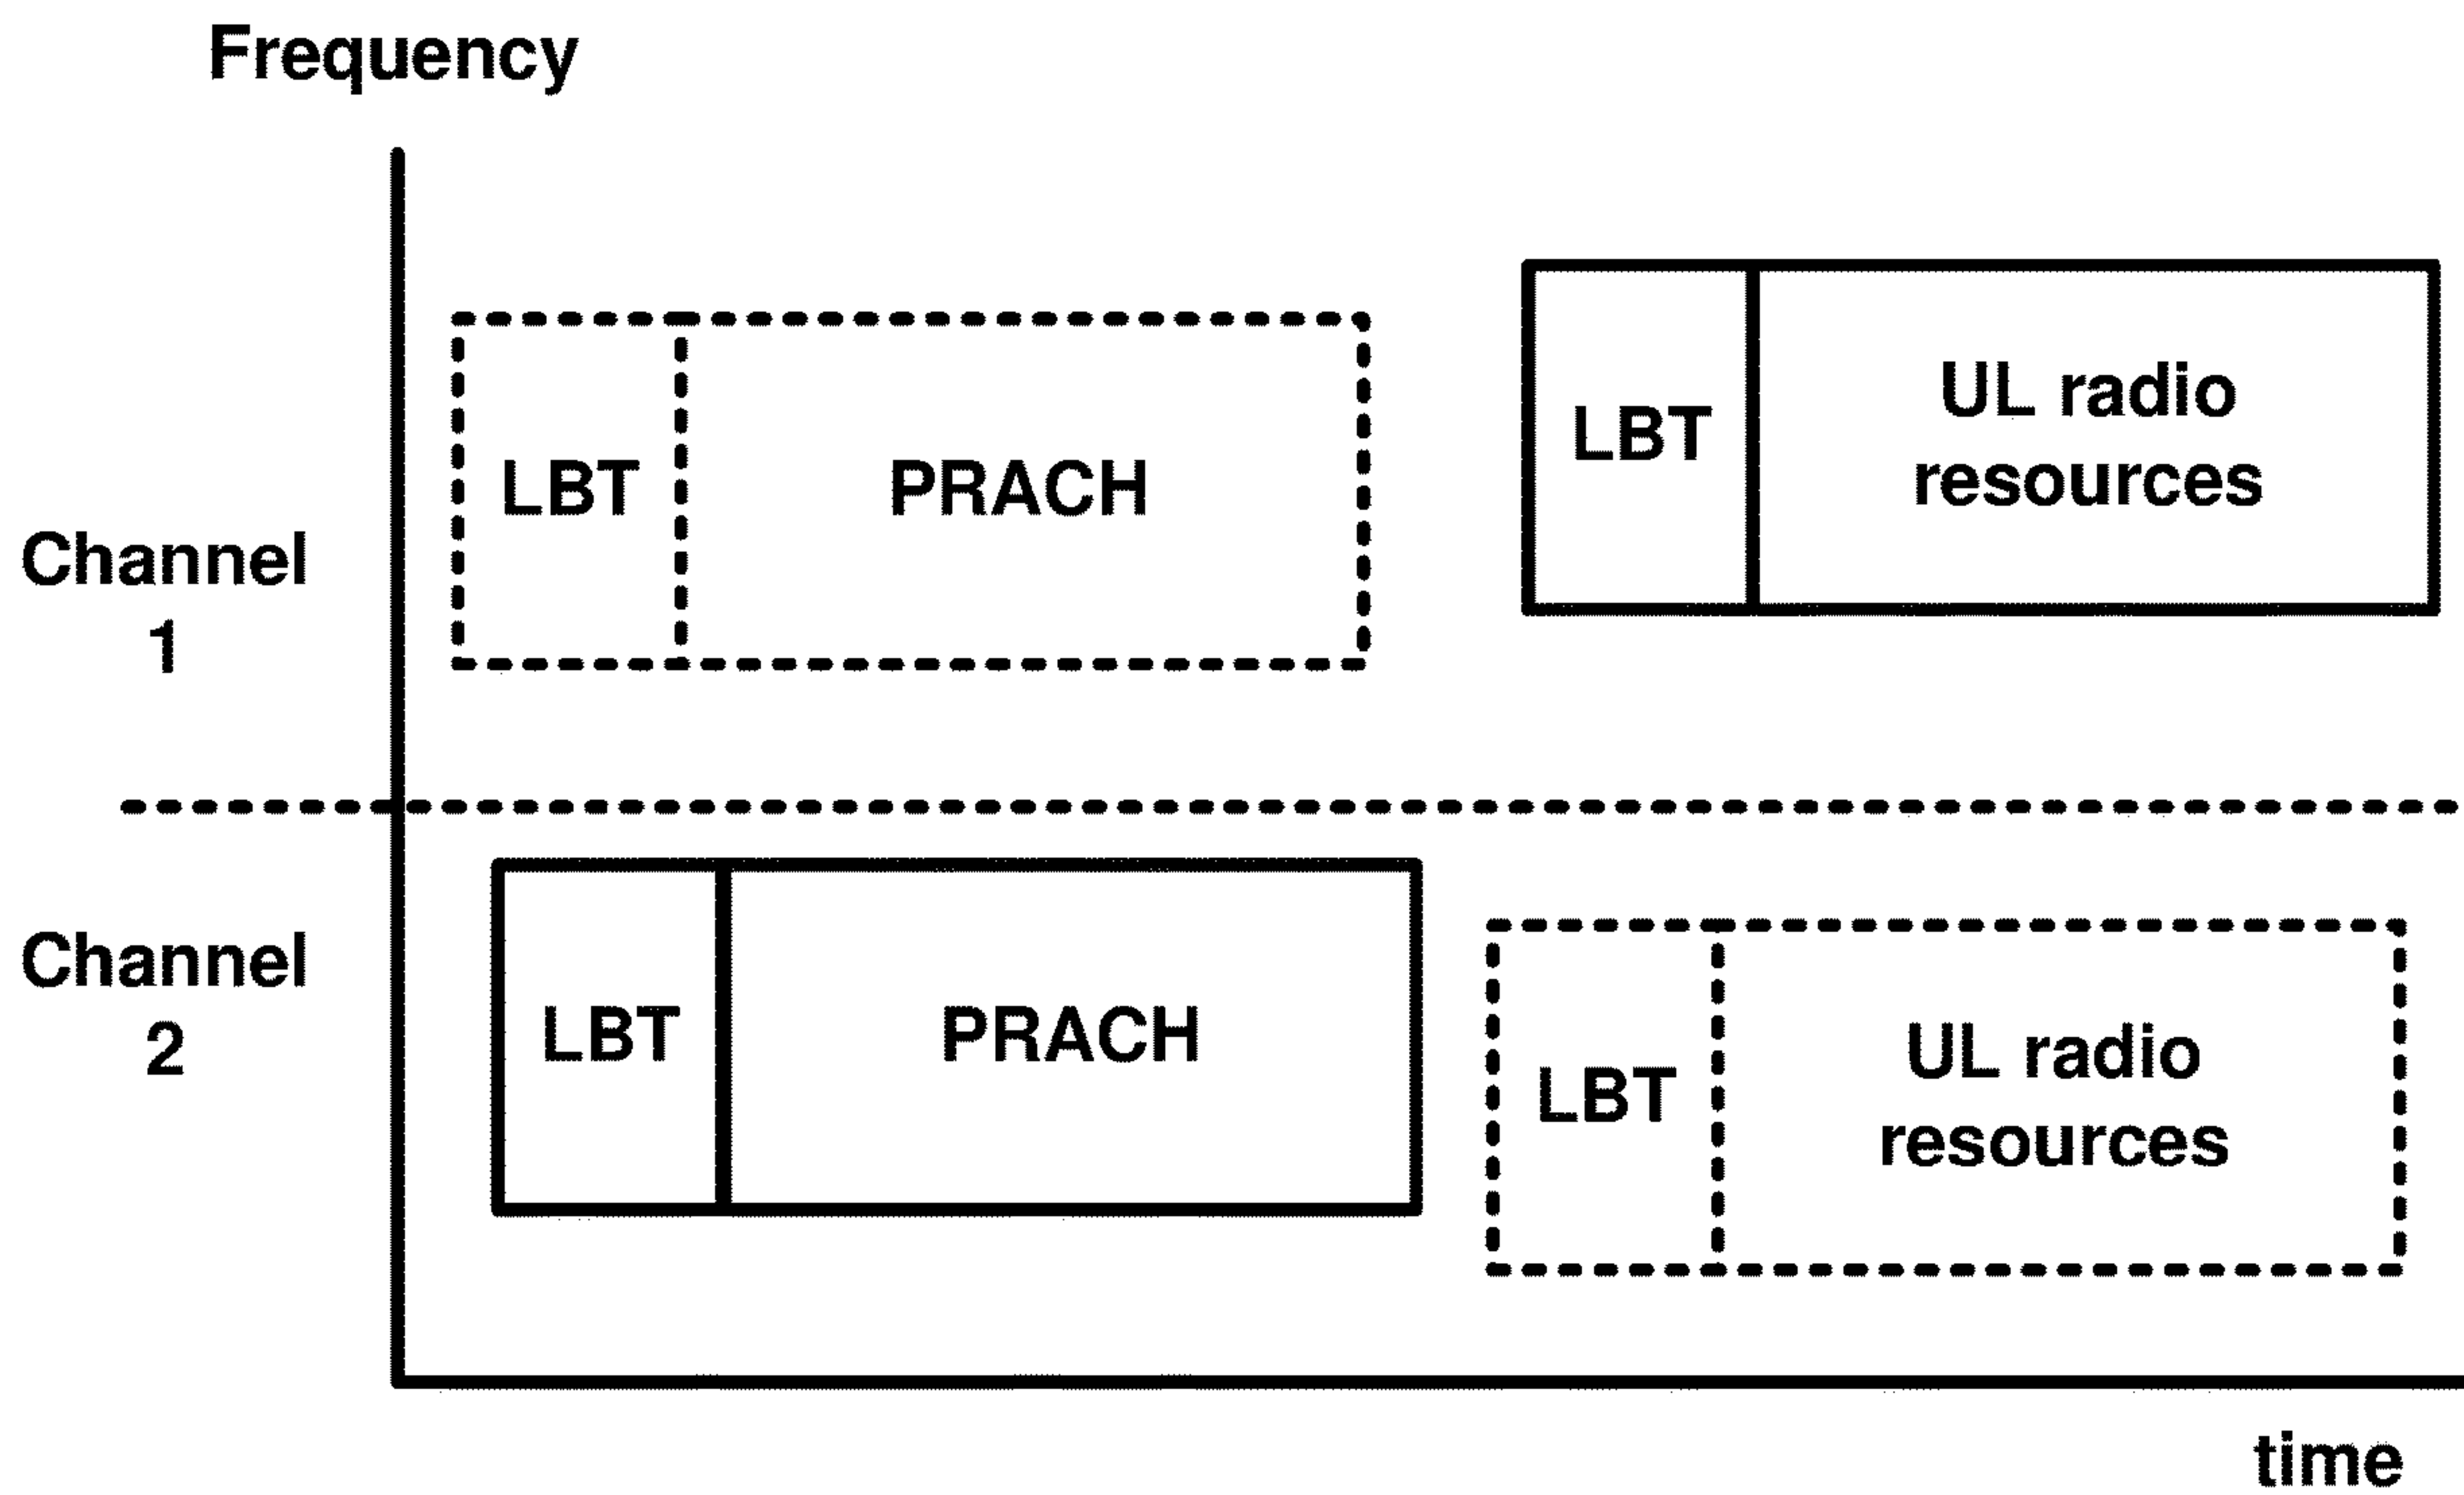 Frequency
Channel
1
LBT
PRACH
LBT
UL radio
resources
Channel
2
LBT
PRACH
LBT
UL radio
resources
time